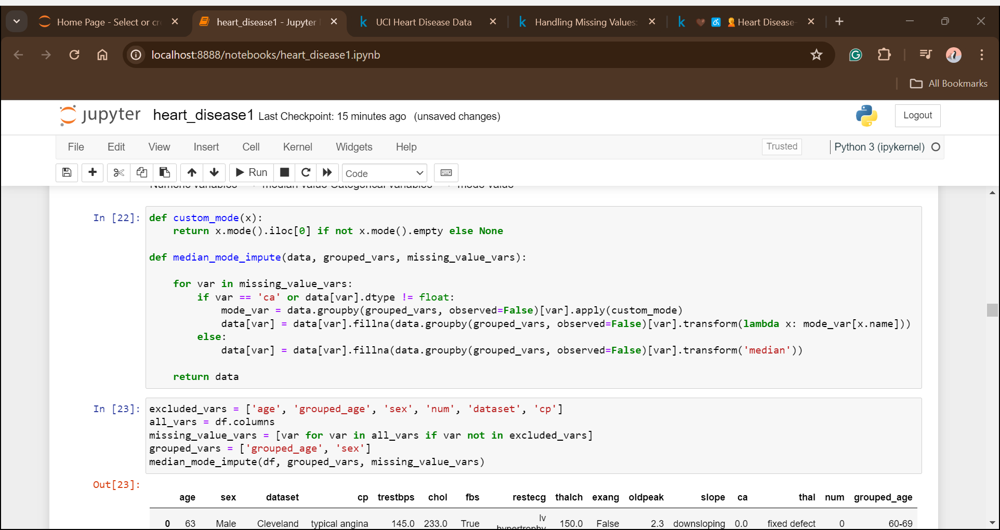 Home Page - Select or cr
heart_disease1 - Jupyter
UCI Heart Disease Data
Handling Missing Values:
Heart Disease-
localhost:8888/notebooks/heart_disease1.ipynb
All Bookmarks
jupyter heart_disease1 Last Checkpoint: 15 minutes ago (unsaved changes)
Logout
File Edit View Insert Cell Kernel Widgets Help
Trusted
Python 3 (ipykernel)
Run
Code
Numeric variables median value Categorical variables mode value
In [22]:
def custom_mode(x):
    return x.mode().iloc[0] if not x.mode().empty else None
def median_mode_impute(data, grouped_vars, missing_value_vars):
    for var in missing_value_vars:
        if var == 'ca' or data[var].dtype != float:
            mode_var = data.groupby(grouped_vars, observed=False)[var].apply(custom_mode)
            data[var] = data[var].fillna(data.groupby(grouped_vars, observed=False)[var].transform(lambda x: mode_var[x.name]))
        else:
            data[var] = data[var].fillna(data.groupby(grouped_vars, observed=False)[var].transform('median'))
    return data
In [23]:
excluded_vars = ['age', 'grouped_age', 'sex', 'num', 'dataset', 'cp']
all_vars = df.columns
missing_value_vars = [var for var in all_vars if var not in excluded_vars]
grouped_vars = ['grouped_age', 'sex']
median_mode_impute(df, grouped_vars, missing_value_vars)
Out[23]:
age sex dataset cp trestbps chol fbs restecg thalch exang oldpeak slope ca thal num grouped_age
0 63 Male Cleveland typical angina 145.0 233.0 True lv hypertrophy 150.0 False 2.3 downsloping 0.0 fixed defect 0 60-69